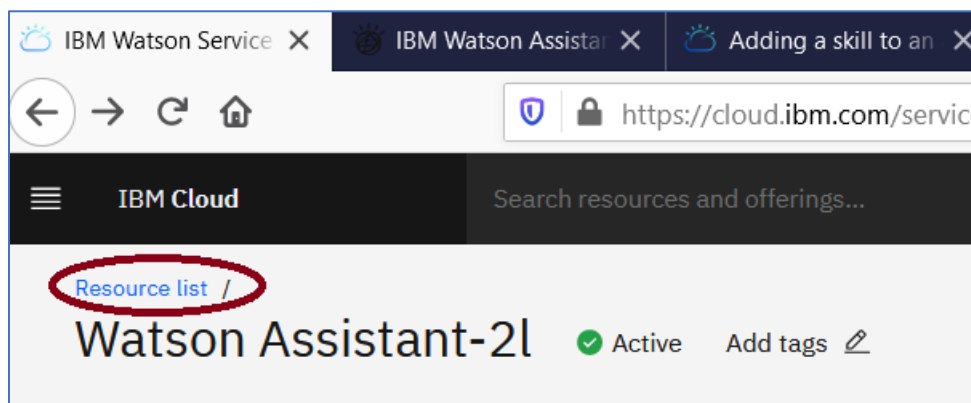 IBM Watson Service IBM Watson Assistan Adding a skill to an
https://cloud.ibm.com/servic
IBM Cloud Search resources and offerings...
Resource list /
Watson Assistant-2l Active Add tags